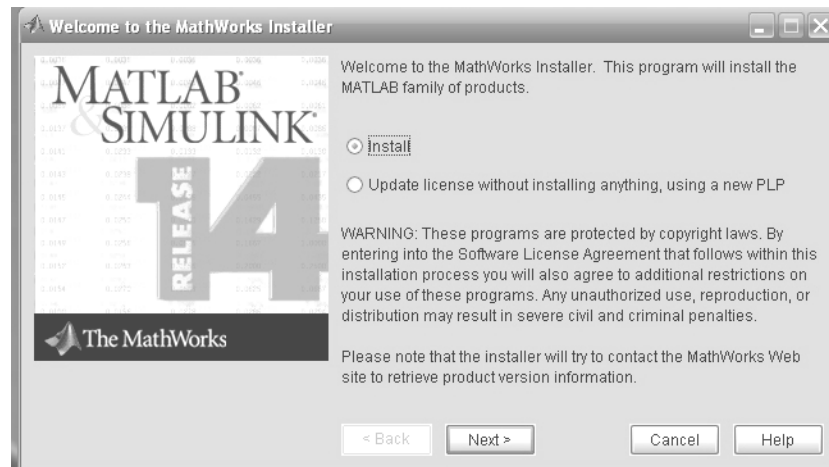 Welcome to the MathWorks Installer
MATLAB®
& SIMULINK®
RELEASE
14
The MathWorks
Welcome to the MathWorks Installer. This program will install the
MATLAB family of products.
Install
Update license without installing anything, using a new PLP
WARNING: These programs are protected by copyright laws. By
entering into the Software License Agreement that follows within this
installation process you will also agree to additional restrictions on
your use of these programs. Any unauthorized use, reproduction, or
distribution may result in severe civil and criminal penalties.
Please note that the installer will try to contact the MathWorks Web
site to retrieve product version information.
< Back
Next >
Cancel
Help